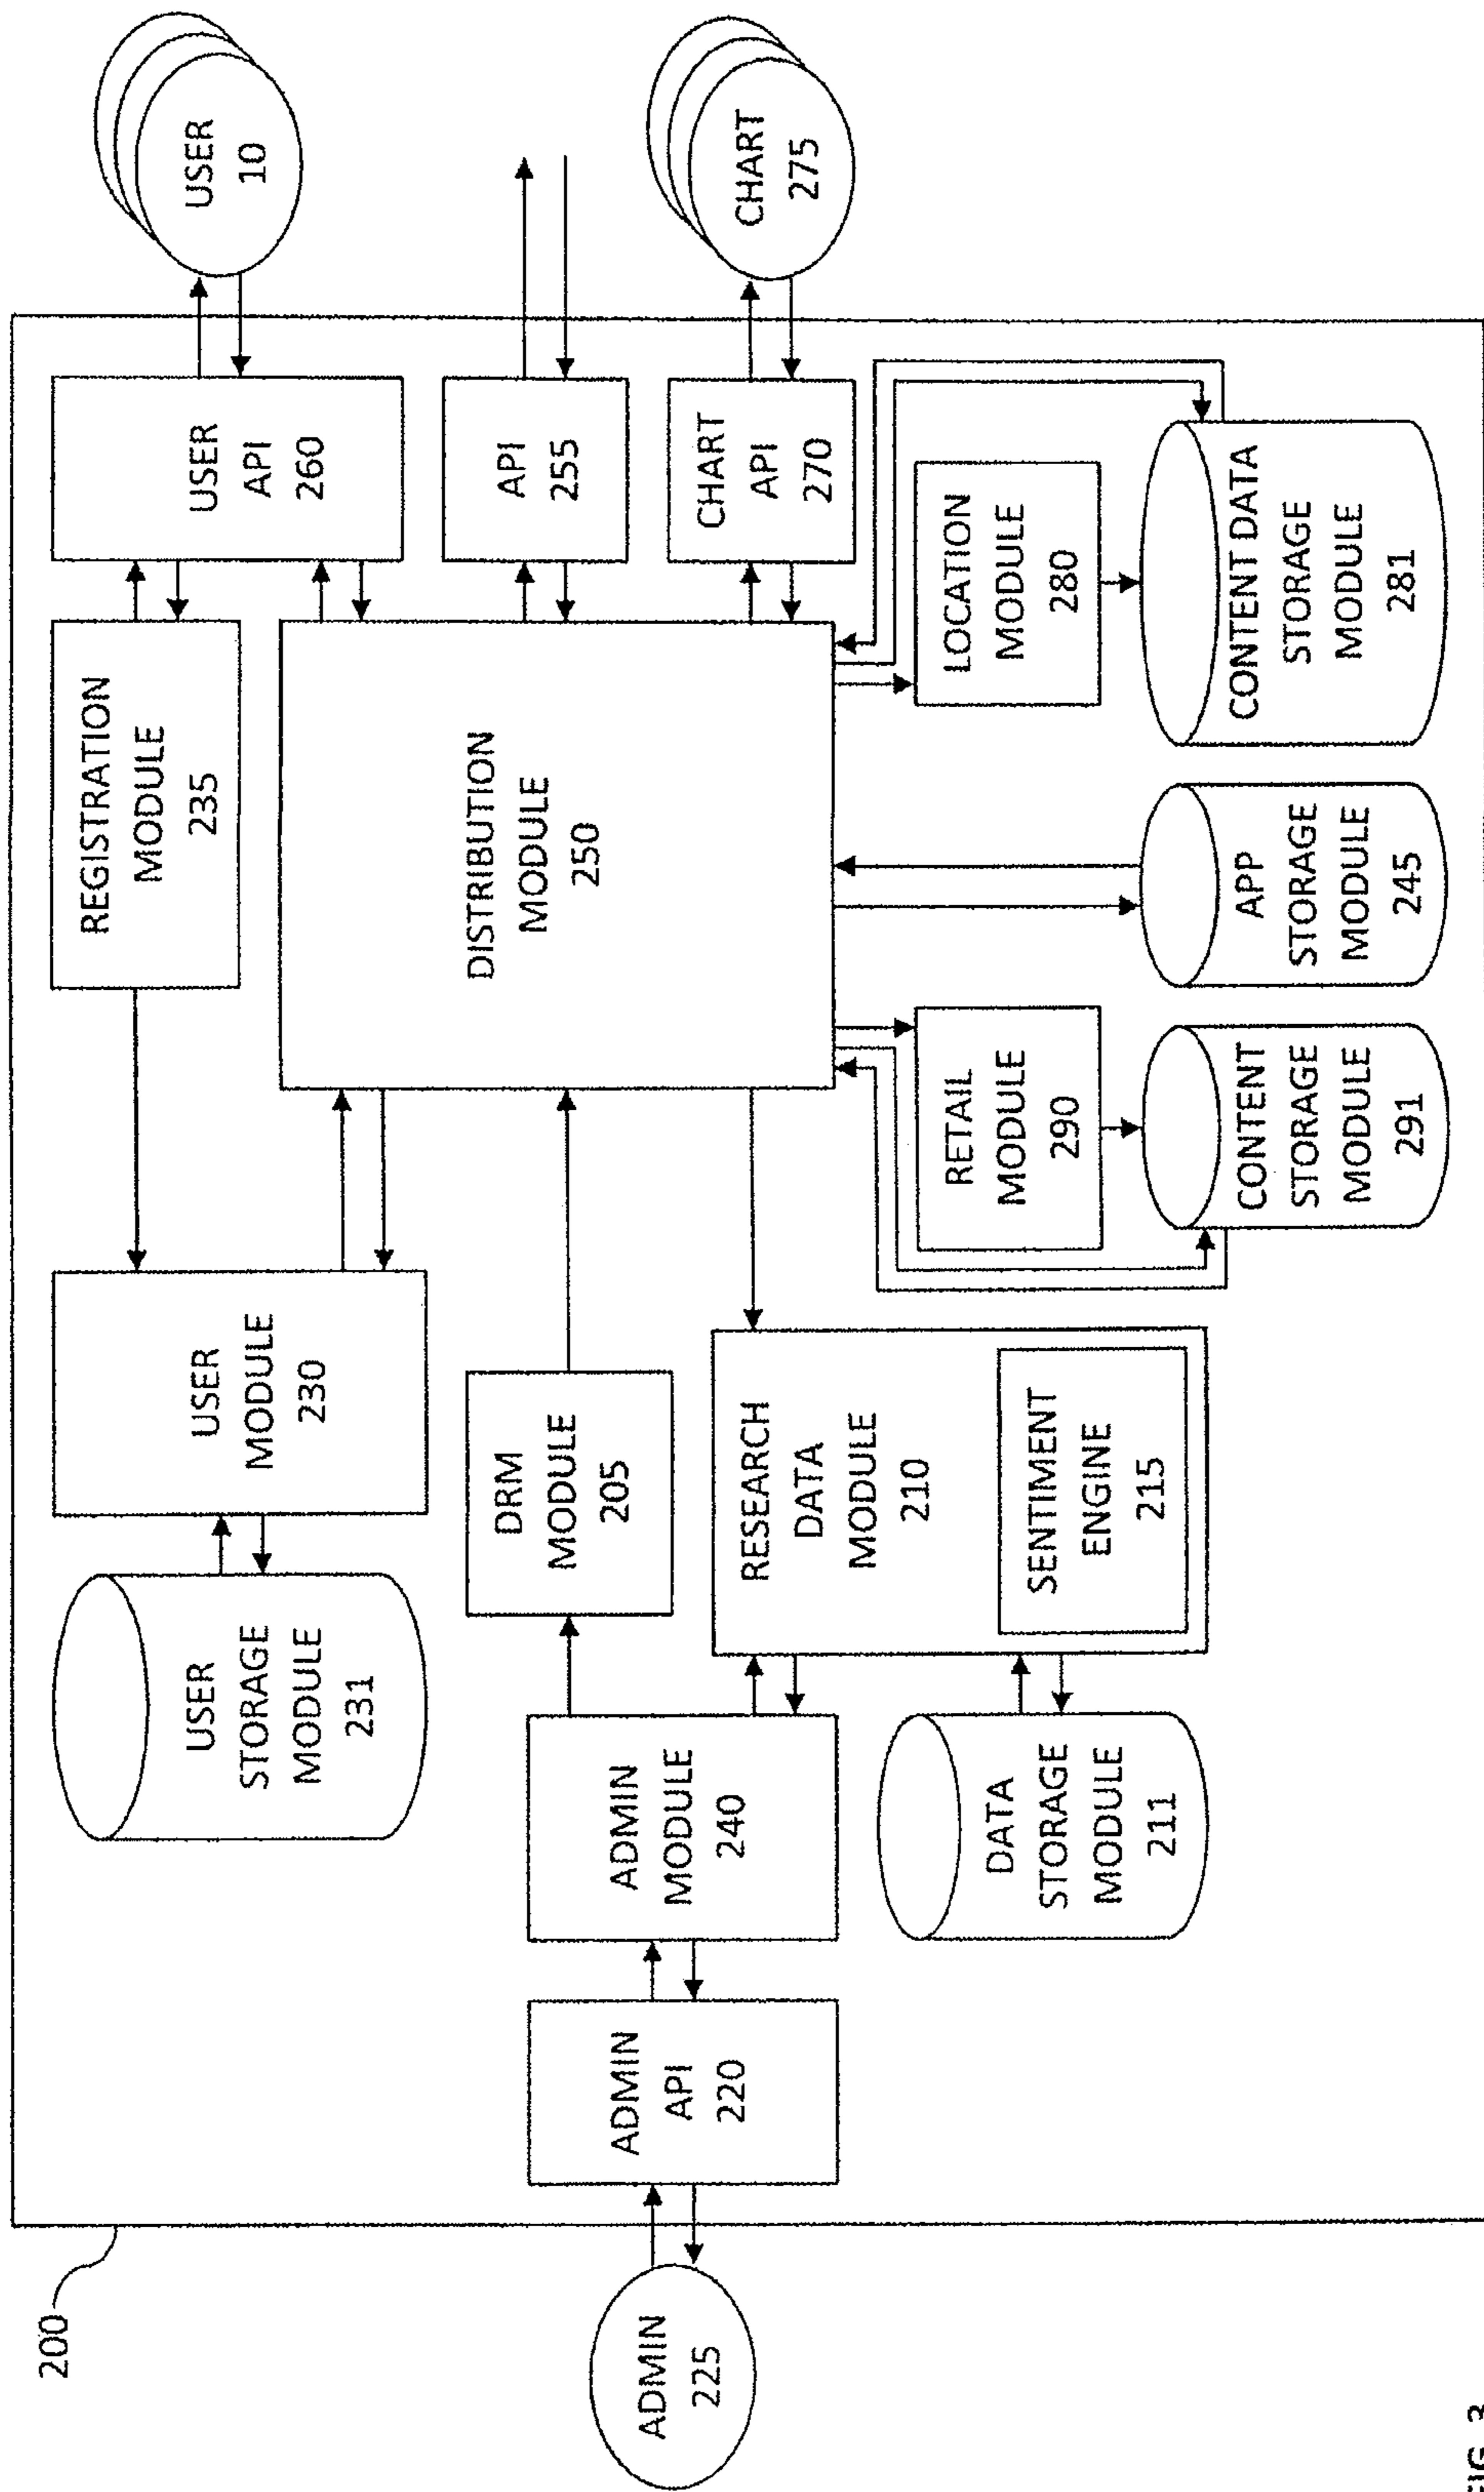 200
USER
STORAGE
MODULE
231
USER
MODULE
230
REGISTRATION
MODULE
235
USER
API
260
USER
10
ADMIN
225
ADMIN
API
220
ADMIN
MODULE
240
DRM
MODULE
205
DISTRIBUTION
MODULE
250
API
255
DATA
STORAGE
MODULE
211
RESEARCH
DATA
MODULE
210
SENTIMENT
ENGINE
215
CHART
API
270
CHART
275
RETAIL
MODULE
290
LOCATION
MODULE
280
CONTENT
STORAGE
MODULE
291
APP
STORAGE
MODULE
245
CONTENT DATA
STORAGE
MODULE
281
FIG. 3